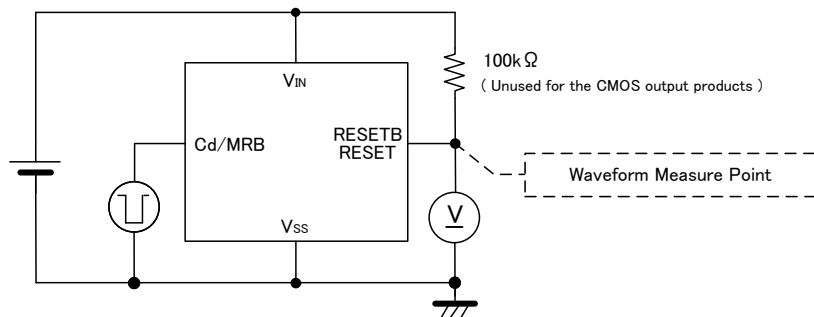 100kΩ
( Unused for the CMOS output products )
VIN
Cd/MRB
RESETB
RESET
Waveform Measure Point
V
VSS